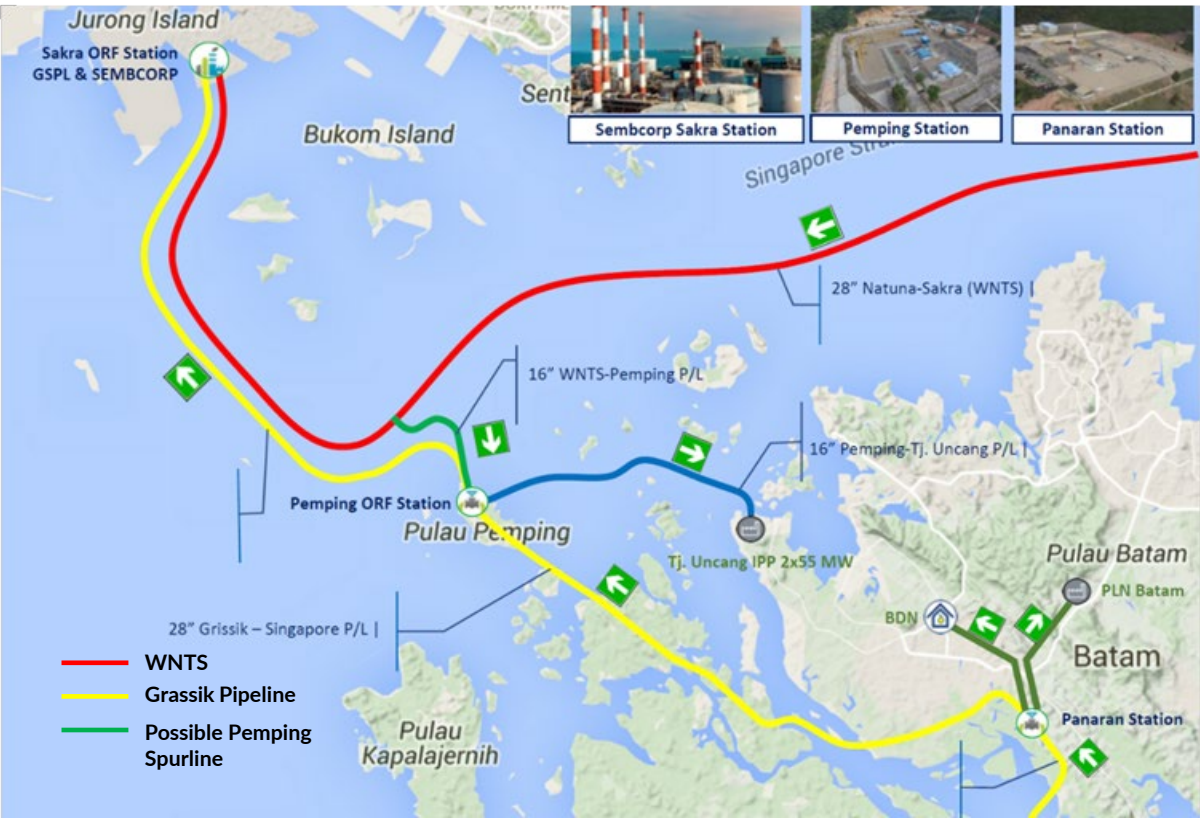 Jurong Island
Sakra ORF Station
GSPL & SEMBCORP
Bukom Island
Sent
Sembcorp Sakra Station
Pemping Station
Panaran Station
Singapore Stra
28” Natuna-Sakra (WNTS) |
16” WNTS-Pemping P/L
16” Pemping-Tj. Uncang P/L |
Pemping ORF Station
Pulau Pemping
Tj. Uncang IPP 2x55 MW
Pulau Batam
PLN Batam
BDN
Batam
28” Grissik – Singapore P/L |
WNTS
Grassik Pipeline
Possible Pemping
Spurline
Pulau
Kapalajernih
Panaran Station